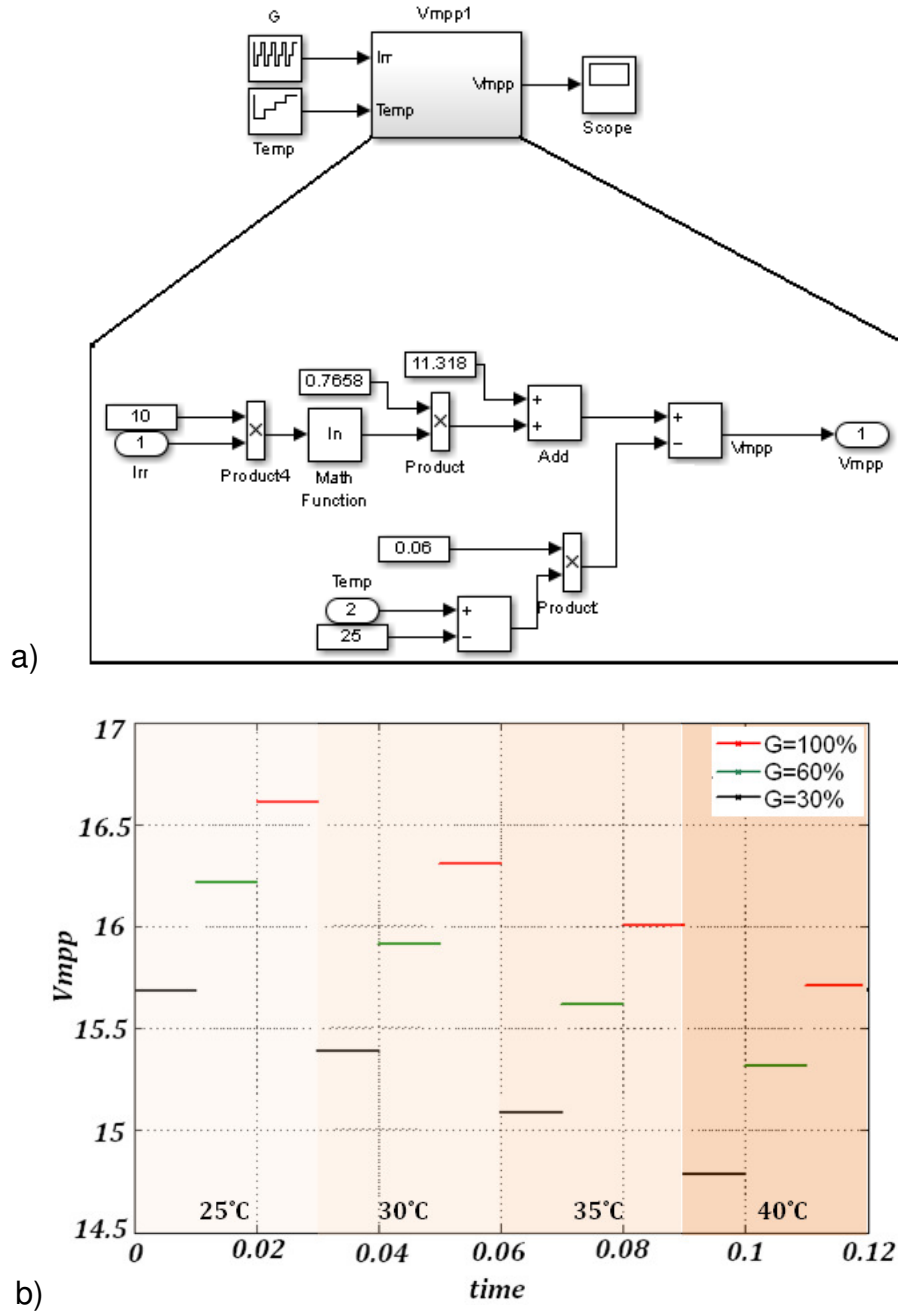 G Vmpp1
Irr
Vmpp
Temp
Temp
Scope
11.318
0.7658
10
1
Irr
×
Product4
ln
Math
Function
×
Product
+
+
Add
+
−
Vmpp
1
Vmpp
0.06
×
Product
Temp
2
25
+
−
a)
17
16.5
16
15.5
15
14.5
Vmpp
G=100%
G=60%
G=30%
25°C 30°C 35°C 40°C
0 0.02 0.04 0.06 0.08 0.1 0.12
time
b)